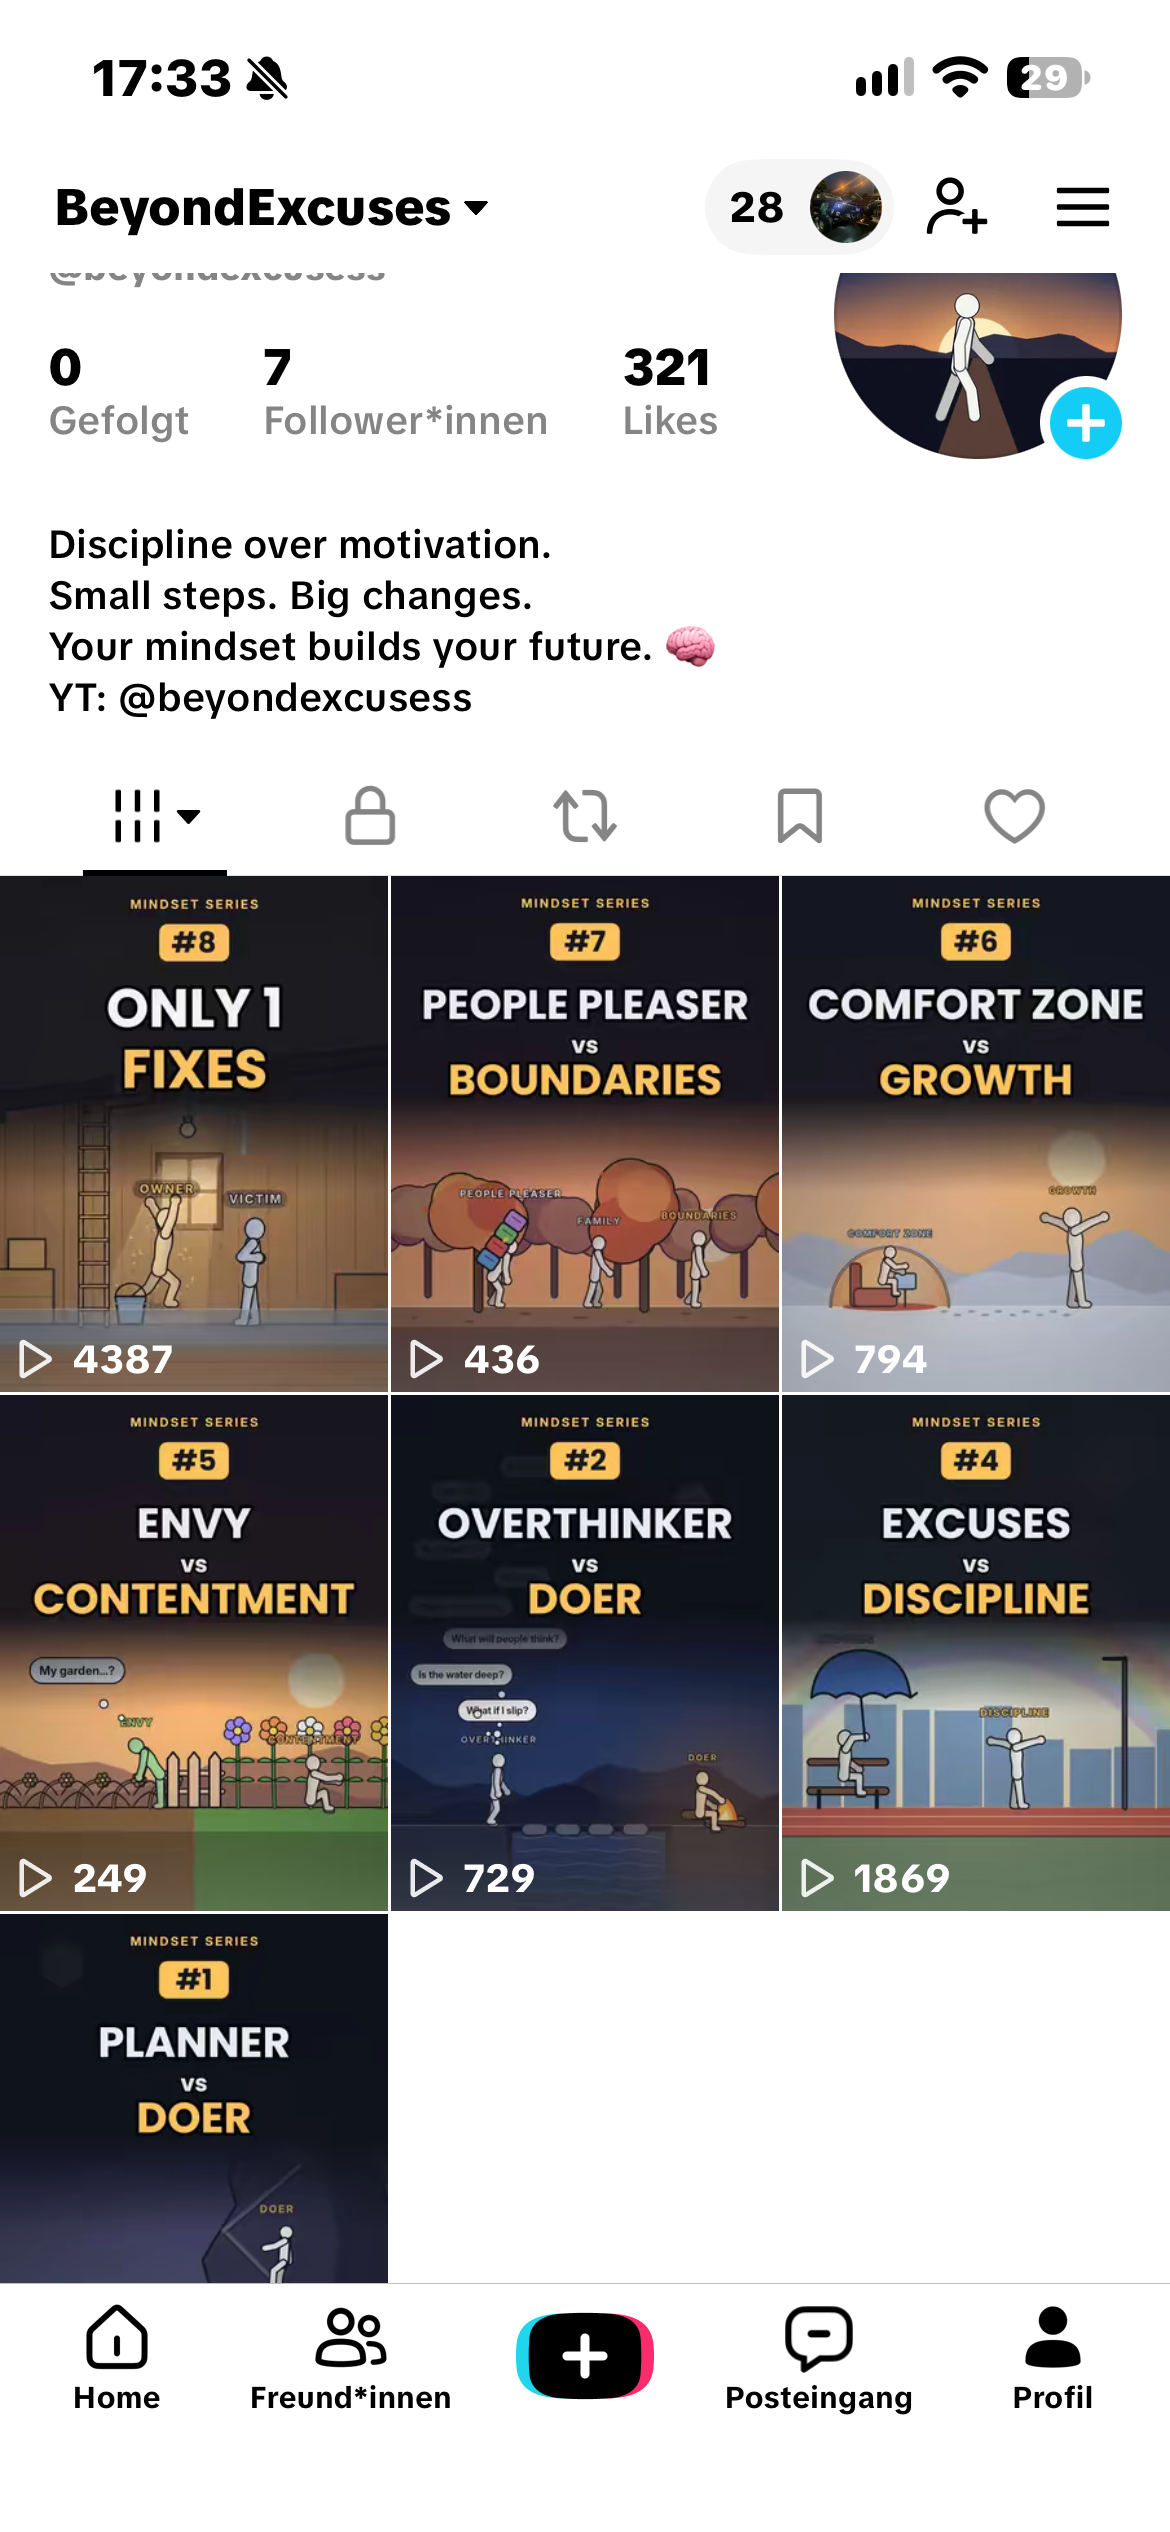 17:33
29
BeyondExcuses
28
@beyondexcusess
0
Gefolgt
7
Follower*innen
321
Likes
Discipline over motivation.
Small steps. Big changes.
Your mindset builds your future. 🧠
YT: @beyondexcusess
MINDSET SERIES
#8
ONLY 1
FIXES
OWNER
VICTIM
4387
MINDSET SERIES
#7
PEOPLE PLEASER
VS
BOUNDARIES
PEOPLE PLEASER
FAMILY
BOUNDARIES
436
MINDSET SERIES
#6
COMFORT ZONE
VS
GROWTH
GROWTH
COMFORT ZONE
794
MINDSET SERIES
#5
ENVY
VS
CONTENTMENT
My garden...?
ENVY
CONTENTMENT
249
MINDSET SERIES
#2
OVERTHINKER
VS
DOER
What will people think?
Is the water deep?
What if I slip?
OVERTHINKER
DOER
729
MINDSET SERIES
#4
EXCUSES
VS
DISCIPLINE
DISCIPLINE
1869
MINDSET SERIES
#1
PLANNER
VS
DOER
DOER
Home
Freund*innen
Posteingang
Profil